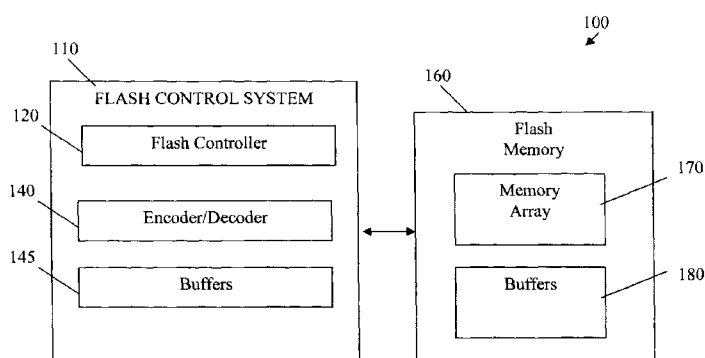 100
110
160
FLASH CONTROL SYSTEM
120
Flash Controller
Flash
Memory
140
Encoder/Decoder
Memory
Array
170
145
Buffers
Buffers
180